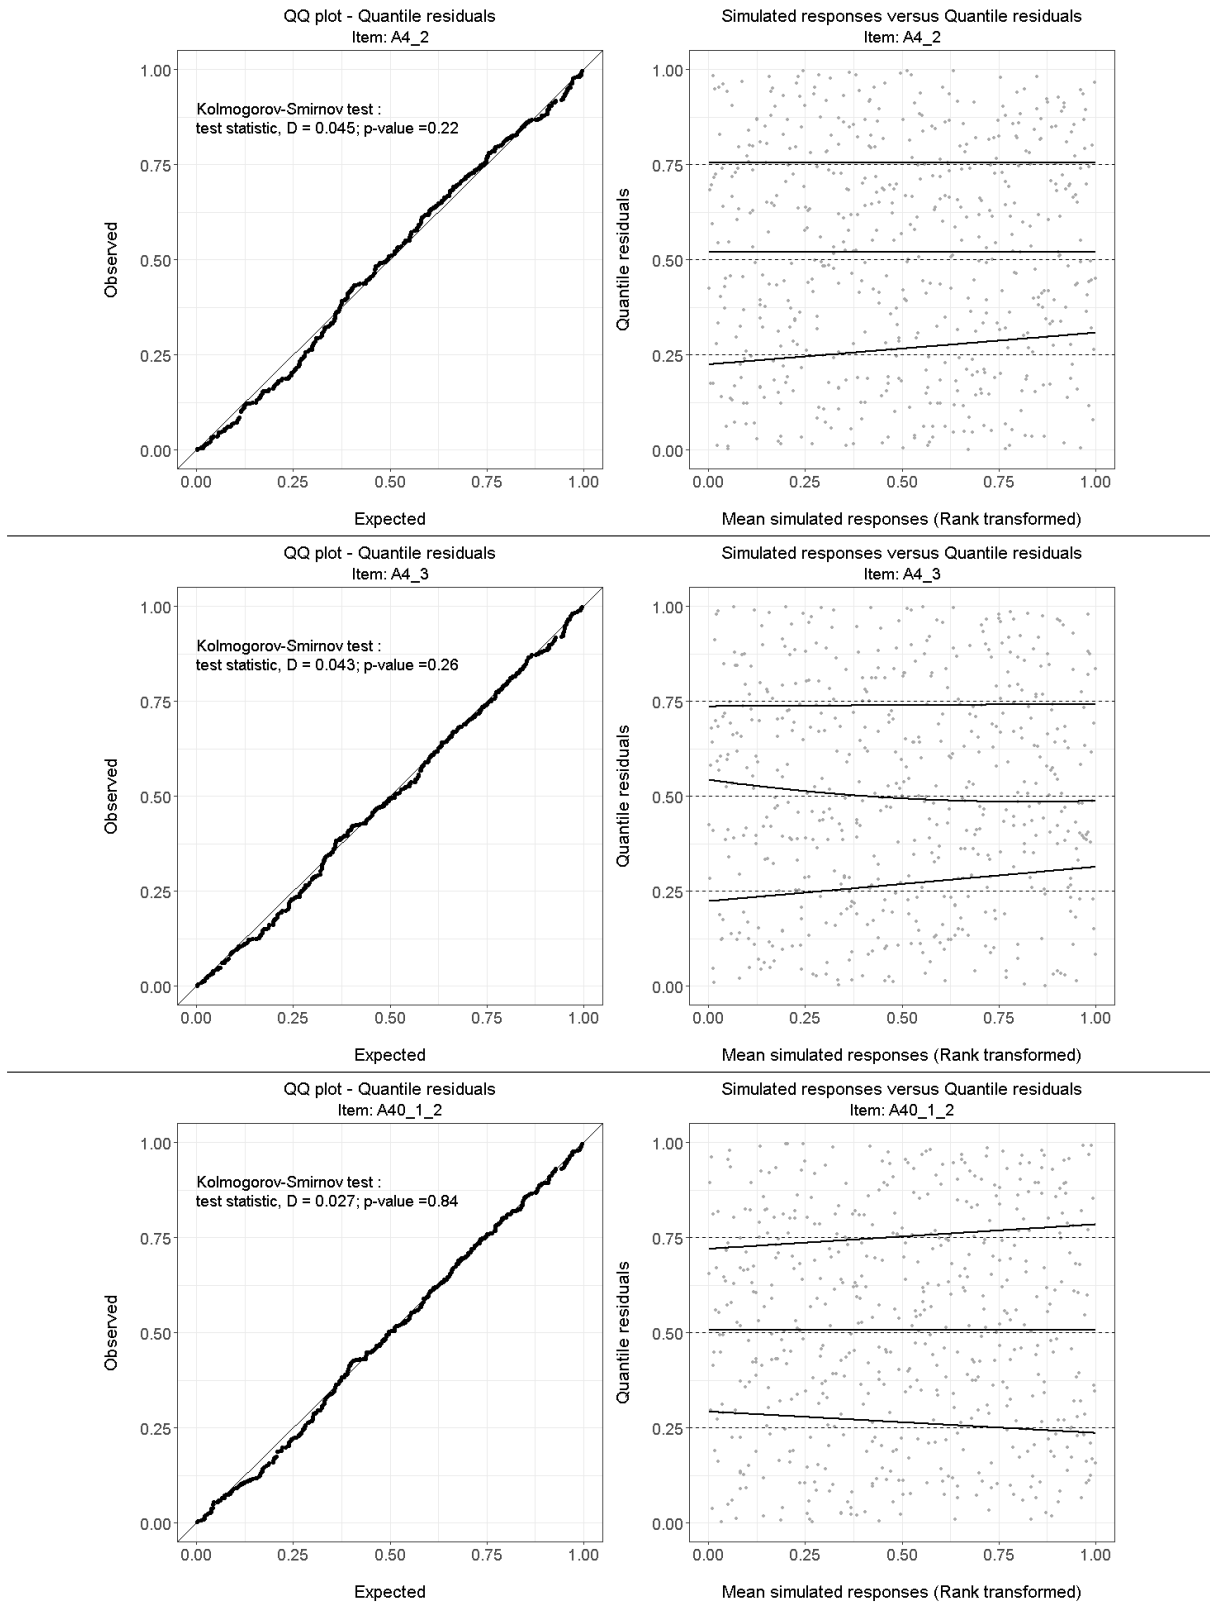 QQ plot - Quantile residuals
Item: A4_2
Kolmogorov-Smirnov test :
test statistic, D = 0.045; p-value =0.22
1.00
0.75
0.50
0.25
0.00
Observed
0.00 0.25 0.50 0.75 1.00
Expected
Simulated responses versus Quantile residuals
Item: A4_2
1.00
0.75
0.50
0.25
0.00
Quantile residuals
0.00 0.25 0.50 0.75 1.00
Mean simulated responses (Rank transformed)
QQ plot - Quantile residuals
Item: A4_3
Kolmogorov-Smirnov test :
test statistic, D = 0.043; p-value =0.26
1.00
0.75
0.50
0.25
0.00
Observed
0.00 0.25 0.50 0.75 1.00
Expected
Simulated responses versus Quantile residuals
Item: A4_3
1.00
0.75
0.50
0.25
0.00
Quantile residuals
0.00 0.25 0.50 0.75 1.00
Mean simulated responses (Rank transformed)
QQ plot - Quantile residuals
Item: A40_1_2
Kolmogorov-Smirnov test :
test statistic, D = 0.027; p-value =0.84
1.00
0.75
0.50
0.25
0.00
Observed
0.00 0.25 0.50 0.75 1.00
Expected
Simulated responses versus Quantile residuals
Item: A40_1_2
1.00
0.75
0.50
0.25
0.00
Quantile residuals
0.00 0.25 0.50 0.75 1.00
Mean simulated responses (Rank transformed)